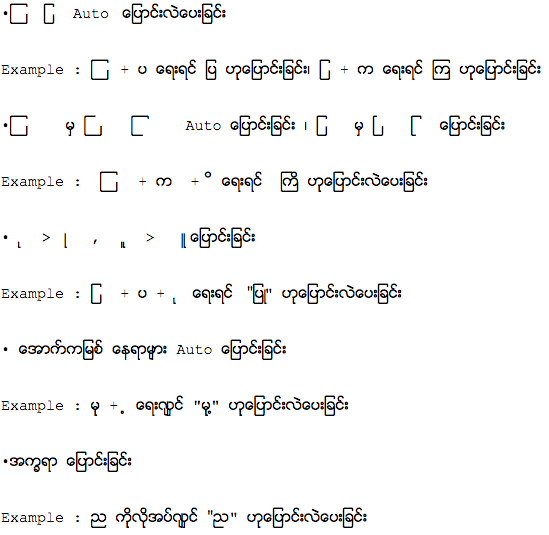 •ြ ြ Auto ပြောင်းလဲပေးခြင်း
Example : ြ + ပ ရေးရင် ပြ ဟုပြောင်းခြင်း၊ ြ + က ရေးရင် ကြ ဟုပြောင်းခြင်း
•ြ မှ ြ ြ Auto ပြောင်းခြင်း ၊ ြ မှ ြ ြ ပြောင်းခြင်း
Example : ြ + က + ိ ရေးရင် ကြိ ဟုပြောင်းလဲပေးခြင်း
• ု > ု , ူ > ူ ပြောင်းခြင်း
Example : ြ + ပ + ု ရေးရင် "ပြု" ဟုပြောင်းလဲပေးခြင်း
• အောက်ကမြစ် နေရာများ Auto ပြောင်းခြင်း
Example : မု + ့ ရေးလျှင် "မု့" ဟုပြောင်းလဲပေးခြင်း
•အက္ခရာ ပြောင်းခြင်း
Example : ည ကိုလိုအပ်လျှင် "ည" ဟုပြောင်းလဲပေးခြင်း